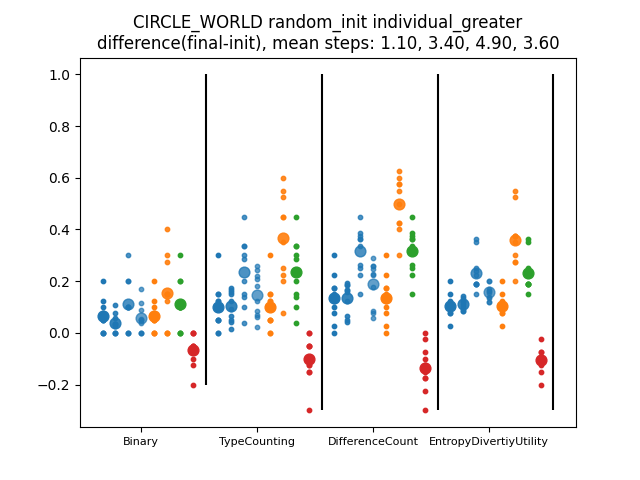 CIRCLE_WORLD random_init individual_greater
difference(final-init), mean steps: 1.10, 3.40, 4.90, 3.60
1.0
0.8
0.6
0.4
0.2
0.0
−0.2
Binary
TypeCounting
DifferenceCount
EntropyDivertiyUtility